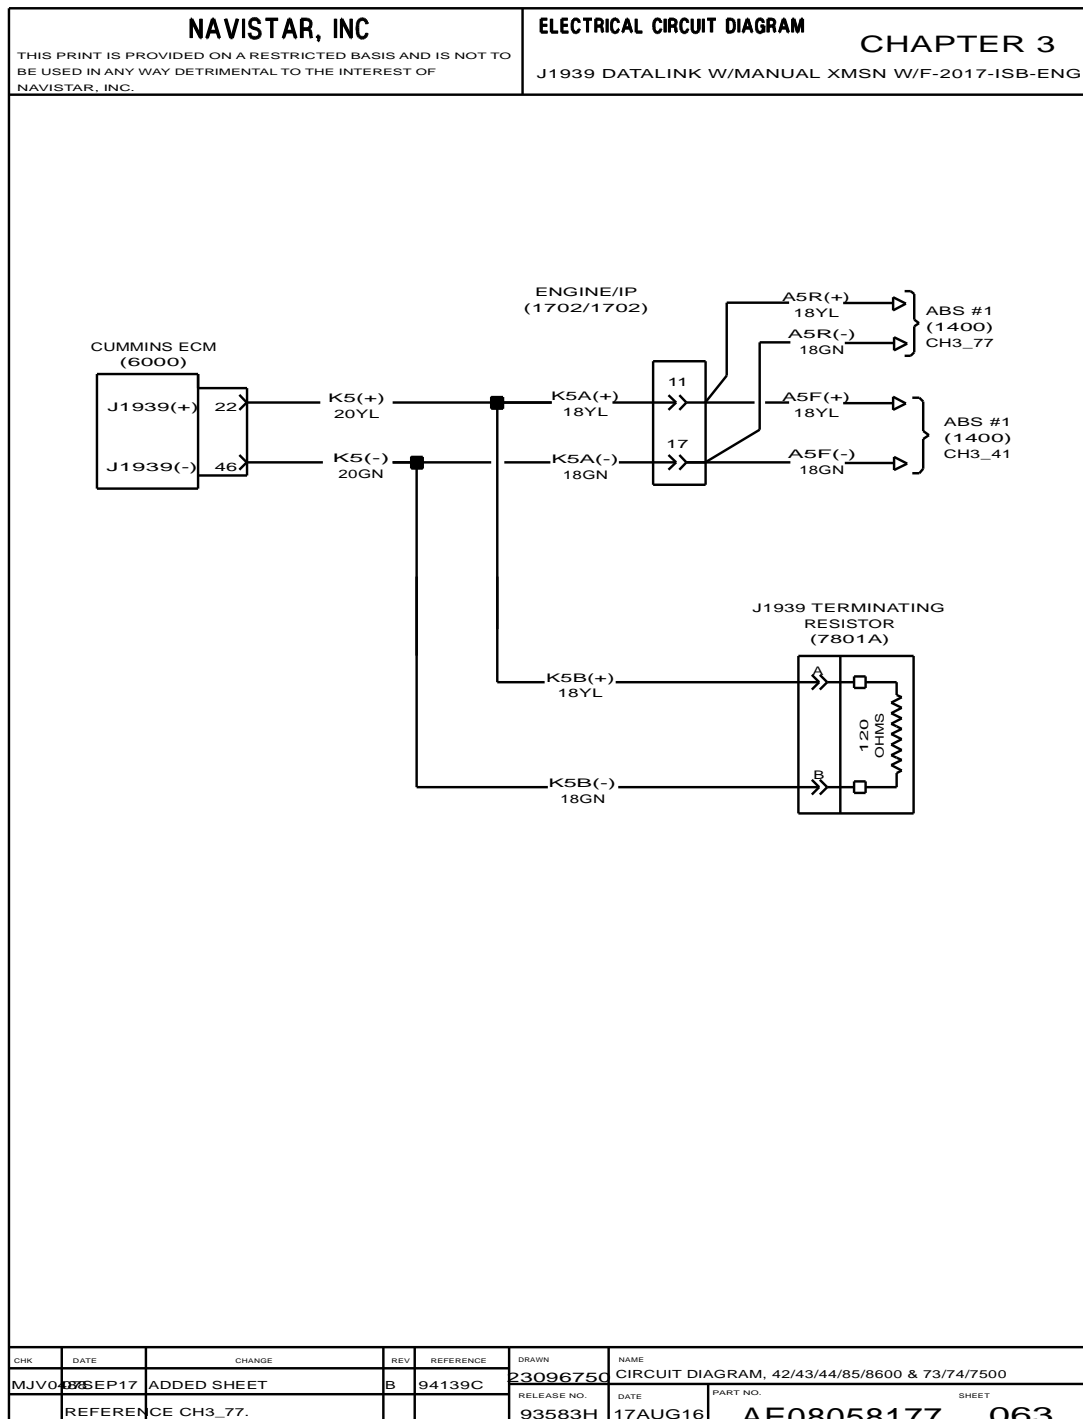 NAVISTAR, INC
THIS PRINT IS PROVIDED ON A RESTRICTED BASIS AND IS NOT TO
BE USED IN ANY WAY DETRIMENTAL TO THE INTEREST OF
NAVISTAR, INC.
ELECTRICAL CIRCUIT DIAGRAM
CHAPTER 3
J1939 DATALINK W/MANUAL XMSN W/F-2017-ISB-ENG
ENGINE/IP
(1702/1702)
A5R(+)
18YL
A5R(-)
18GN
ABS #1
(1400)
CH3_77
CUMMINS ECM
(6000)
J1939(+)
22
K5(+)
20YL
K5A(+)
18YL
11
A5F(+)
18YL
J1939(-)
46
K5(-)
20GN
K5A(-)
18GN
17
A5F(-)
18GN
ABS #1
(1400)
CH3_41
J1939 TERMINATING
RESISTOR
(7801A)
K5B(+)
18YL
A
120
OHMS
K5B(-)
18GN
B
CHK
DATE
CHANGE
REV
REFERENCE
DRAWN
NAME
23096750
CIRCUIT DIAGRAM, 42/43/44/85/8600 & 73/74/7500
SEP17
ADDED SHEET
B
94139C
RELEASE NO.
DATE
PART NO.
SHEET
REFERENCE CH3_77.
93583H
17AUG16
AE08058177
063